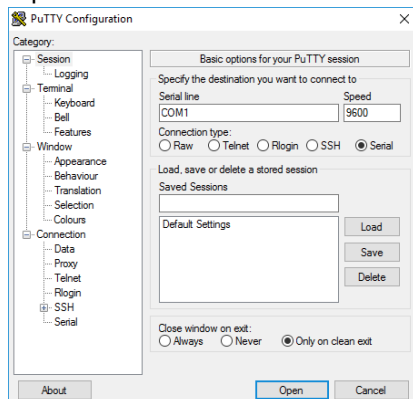 PuTTY Configuration
Category:
Session
Logging
Terminal
Keyboard
Bell
Features
Window
Appearance
Behaviour
Translation
Selection
Colours
Connection
Data
Proxy
Telnet
Rlogin
SSH
Serial
Basic options for your PuTTY session
Specify the destination you want to connect to
Serial line Speed
COM1 9600
Connection type:
Raw Telnet Rlogin SSH Serial
Load, save or delete a stored session
Saved Sessions
Default Settings
Load
Save
Delete
Close window on exit:
Always Never Only on clean exit
About Open Cancel